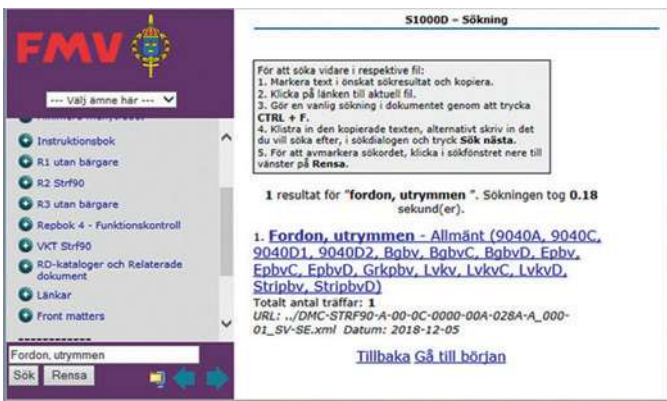 FMV
--- Välj ämne här ---
Instruktionsbok
R1 utan bärgare
R2 Strf90
R3 utan bärgare
Repbok 4 - Funktionskontroll
VKT Strf90
RD-kataloger och Relaterade
dokument
Länkar
Front matters
------------
Fordon, utrymmen
Sök Rensa
S1000D – Sökning
För att söka vidare i respektive fil:
1. Markera text i önskat sökresultat och kopiera.
2. Klicka på länken till aktuell fil.
3. Gör en vanlig sökning i dokumentet genom att trycka
CTRL + F.
4. Klistra in den kopierade texten, alternativt skriv in det
du vill söka efter, i sökdialogen och tryck Sök nästa.
5. För att avmarkera sökordet, klicka i sökfönstret nere till
vänster på Rensa.
1 resultat för "fordon, utrymmen ". Sökningen tog 0.18
sekund(er).
1. Fordon, utrymmen - Allmänt (9040A, 9040C,
9040D1, 9040D2, Bgbv, BgbvC, BgbvD, Epbv,
EpbvC, EpbvD, Grkpbv, Lvkv, LvkvC, LvkvD,
Stripbv, StripbvD)
Totalt antal träffar: 1
URL: ../DMC-STRF90-A-00-0C-0000-00A-028A-A_000-
01_SV-SE.xml Datum: 2018-12-05
Tillbaka Gå till början